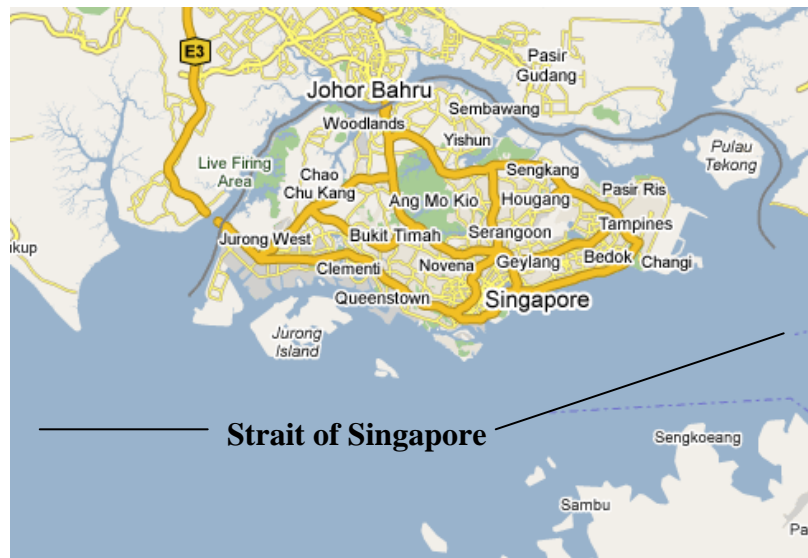 E3
Pasir
Gudang
Johor Bahru
Sembawang
Woodlands
Yishun
Pulau
Tekong
Live Firing
Area
Chao
Chu Kang
Sengkang
Pasir Ris
Ang Mo Kio
Hougang
Tampines
Jurong West
Bukit Timah
Serangoon
ukup
Clementi
Novena
Geylang
Bedok
Changi
Queenstown
Singapore
Jurong
Island
Strait of Singapore
Sengkoeang
Sambu
Pa